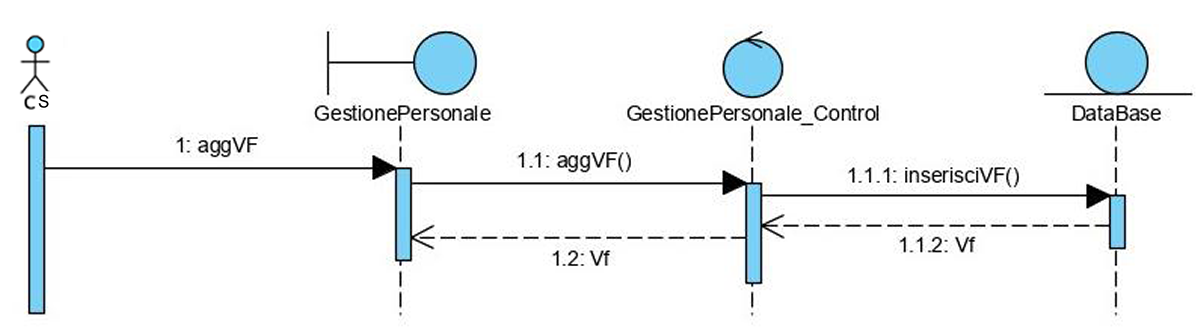 CS
GestionePersonale
GestionePersonale_Control
DataBase
1: aggVF
1.1: aggVF()
1.1.1: inserisciVF()
1.2: Vf
1.1.2: Vf